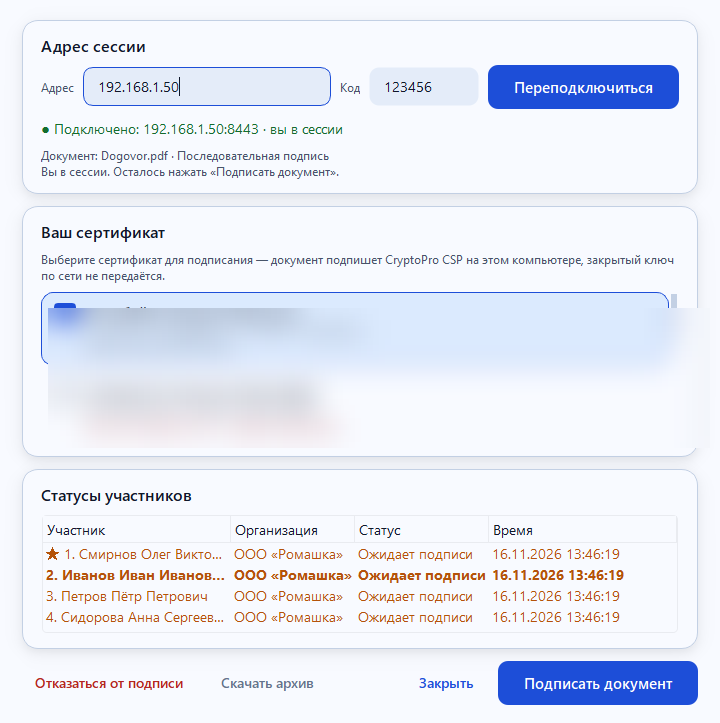 Адрес сессии
Адрес 192.168.1.50 Код 123456 Переподключиться
● Подключено: 192.168.1.50:8443 · вы в сессии
Документ: Dogovor.pdf · Последовательная подпись
Вы в сессии. Осталось нажать «Подписать документ».
Ваш сертификат
Выберите сертификат для подписания — документ подпишет CryptoPro CSP на этом компьютере, закрытый ключ
по сети не передаётся.
Статусы участников
Участник Организация Статус Время
★ 1. Смирнов Олег Викто... ООО «Ромашка» Ожидает подписи 16.11.2026 13:46:19
2. Иванов Иван Иванов... ООО «Ромашка» Ожидает подписи 16.11.2026 13:46:19
3. Петров Пётр Петрович ООО «Ромашка» Ожидает подписи 16.11.2026 13:46:19
4. Сидорова Анна Сергеев... ООО «Ромашка» Ожидает подписи 16.11.2026 13:46:19
Отказаться от подписи Скачать архив Закрыть Подписать документ